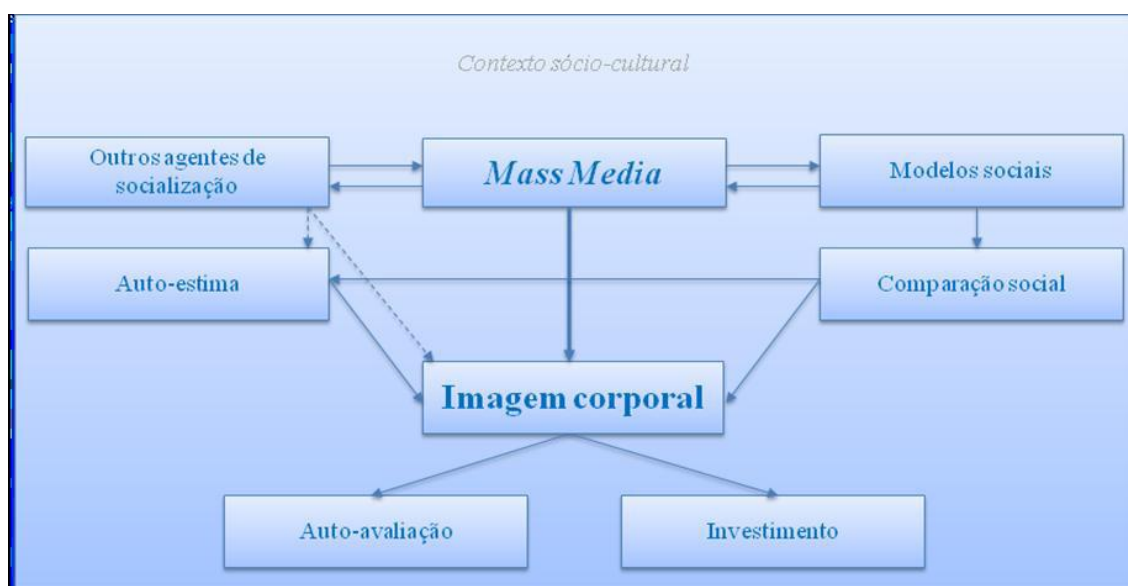 Contexto sócio-cultural
Outros agentes de
socialização
Mass Media
Modelos sociais
Auto-estima
Comparação social
Imagem corporal
Auto-avaliação
Investimento